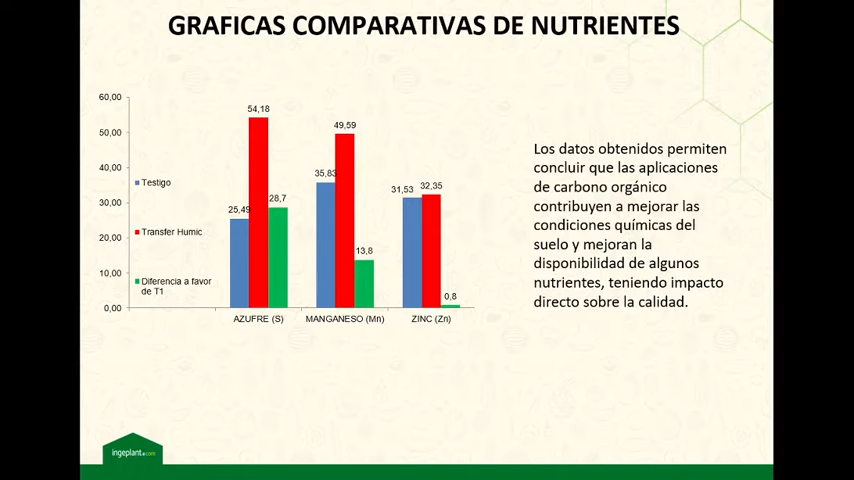 GRAFICAS COMPARATIVAS DE NUTRIENTES
60,00
50,00
40,00
30,00
20,00
10,00
0,00
Testigo
Transfer Humic
Diferencia a favor
de T1
25,49
54,18
28,7
35,83
49,59
13,8
31,53
32,35
0,8
AZUFRE (S)
MANGANESO (Mn)
ZINC (Zn)
Los datos obtenidos permiten
concluir que las aplicaciones
de carbono orgánico
contribuyen a mejorar las
condiciones químicas del
suelo y mejoran la
disponibilidad de algunos
nutrientes, teniendo impacto
directo sobre la calidad.
ingeplant.com